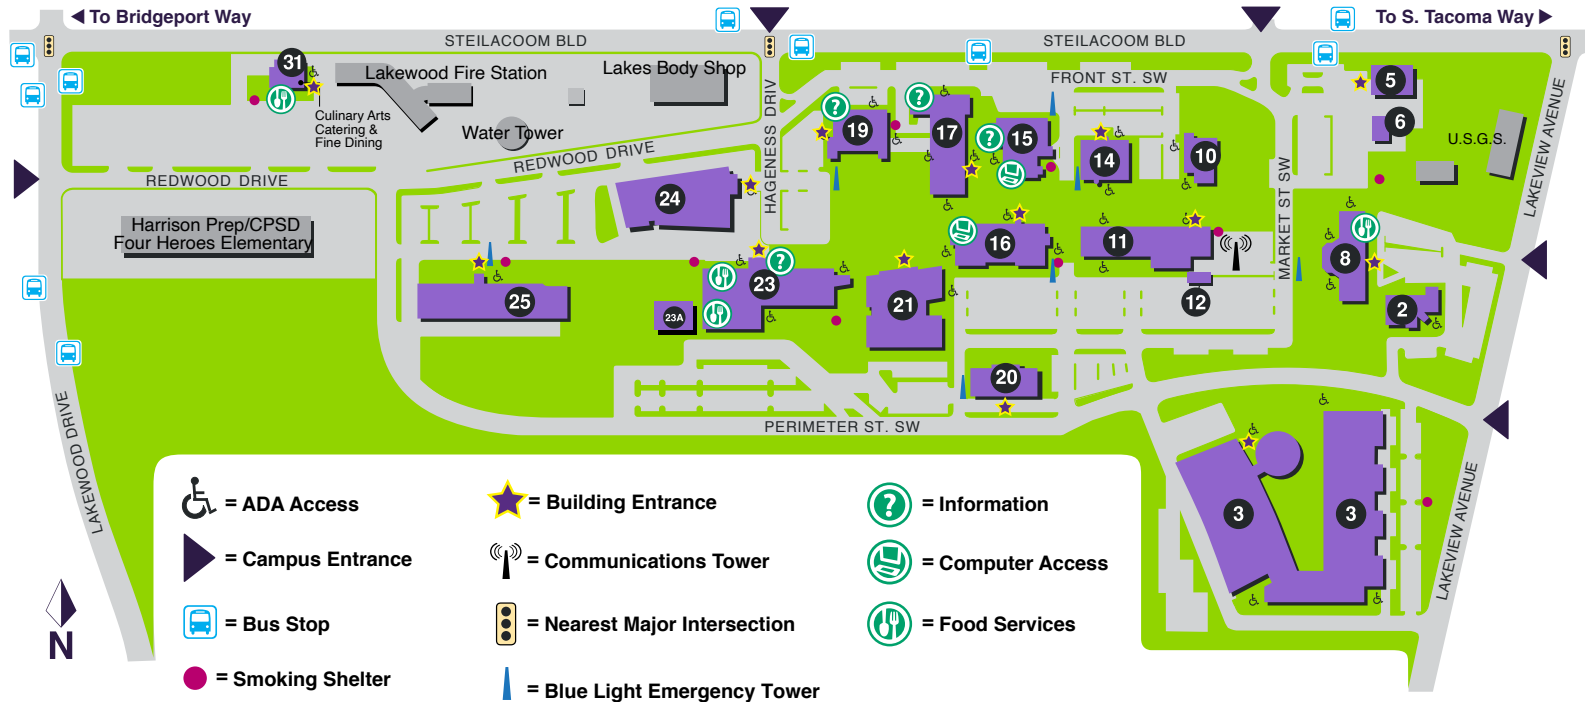 To Bridgeport Way
To S. Tacoma Way
STEILACOOM BLD
STEILACOOM BLD
31
Lakewood Fire Station
Lakes Body Shop
FRONT ST. SW
5
6
Culinary Arts
Catering &
Fine Dining
Water Tower
HAGENESS DRIV
19
17
15
14
10
U.S.G.S.
LAKEVIEW AVENUE
REDWOOD DRIVE
REDWOOD DRIVE
24
MARKET ST SW
Harrison Prep/CPSD
Four Heroes Elementary
16
11
8
25
23
23A
21
12
2
20
LAKEWOOD DRIVE
PERIMETER ST. SW
3
3
LAKEVIEW AVENUE
= ADA Access
= Building Entrance
? = Information
= Campus Entrance
= Communications Tower
= Computer Access
= Bus Stop
= Nearest Major Intersection
= Food Services
N
= Smoking Shelter
= Blue Light Emergency Tower
?
?
?
?